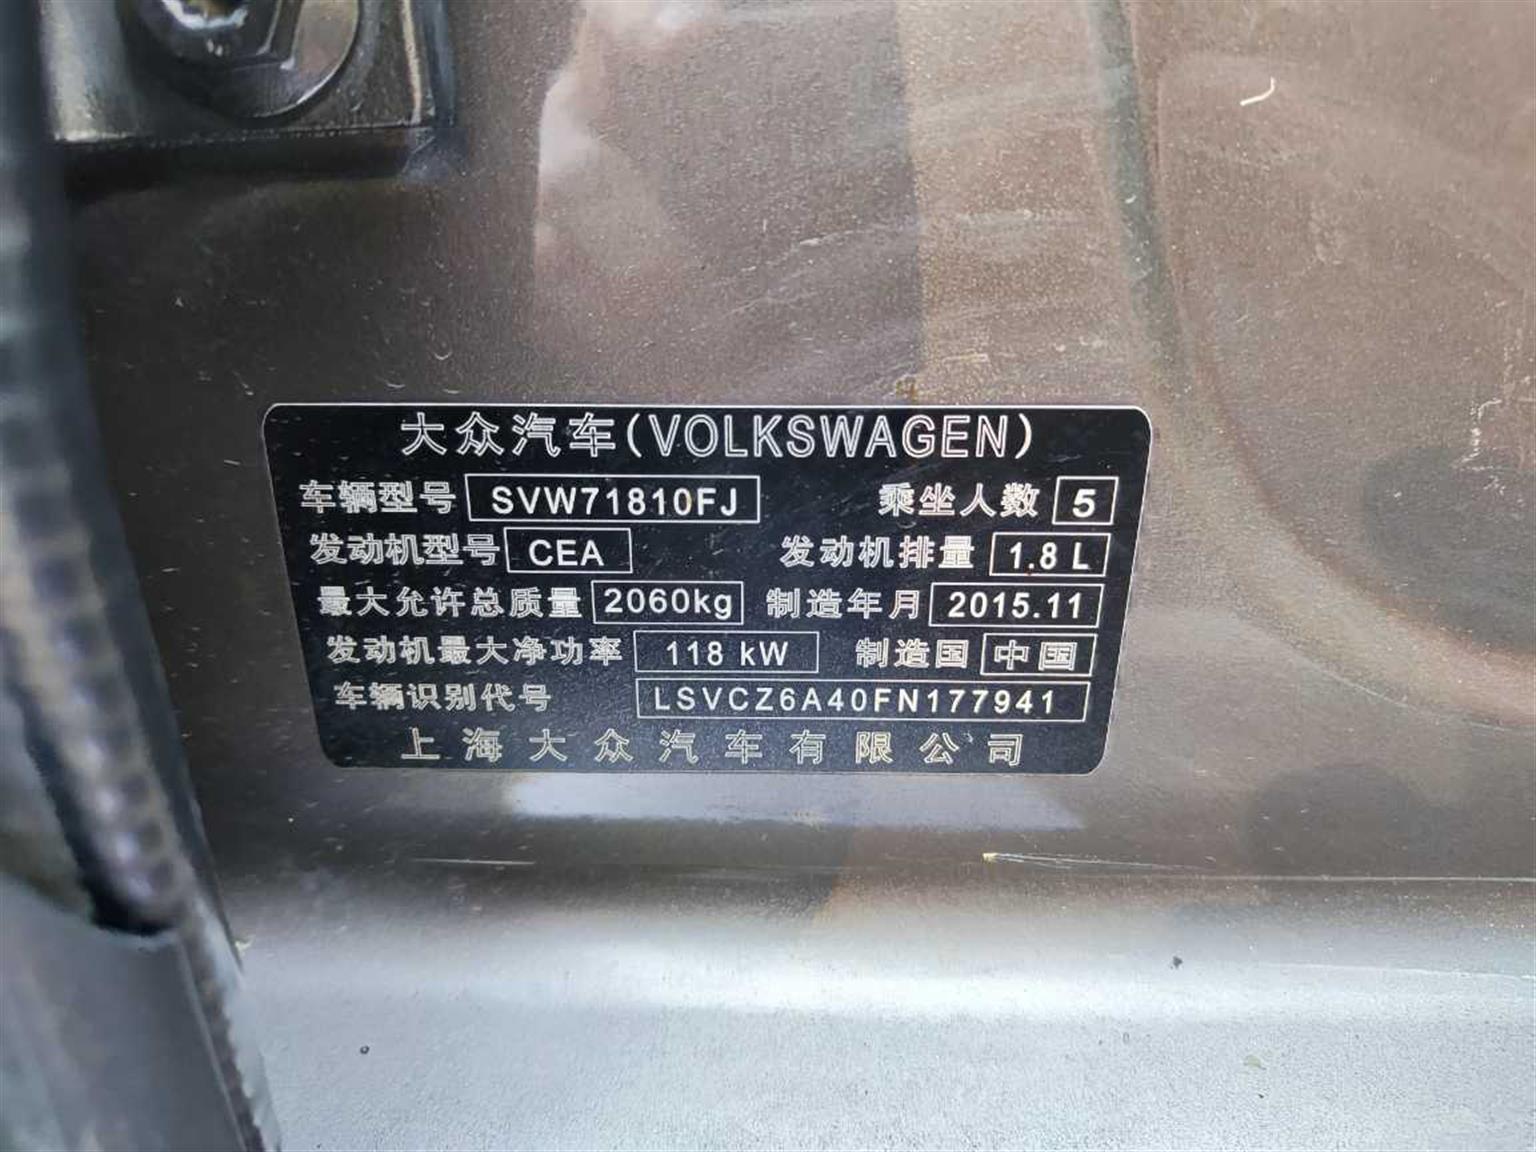 大众汽车(VOLKSWAGEN)
车辆型号 SVW71810FJ 乘坐人数 5
发动机型号 CEA 发动机排量 1.8 L
最大允许总质量 2060kg 制造年月 2015.11
发动机最大净功率 118 kW 制造国 中国
车辆识别代号 LSVCZ6A40FN177941
上海大众汽车有限公司